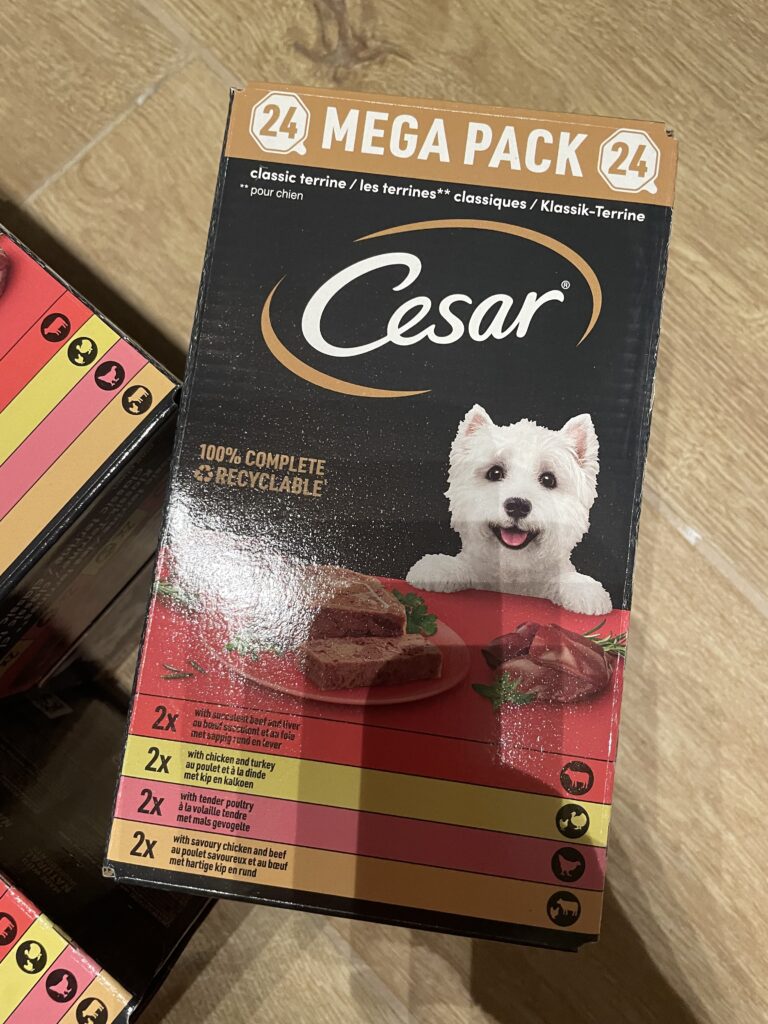 24 MEGA PACK 24
classic terrine / les terrines** classiques / Klassik-Terrine
** pour chien
Cesar®
100% COMPLETE
RECYCLABLE
2x
with succulent beef and liver
au bœuf succulent et au foie
met sappig rund en lever
2x
with chicken and turkey
au poulet et à la dinde
met kip en kalkoen
2x
with tender poultry
à la volaille tendre
met mals gevogelte
2x
with savoury chicken and beef
au poulet savoureux et au bœuf
met hartige kip en rund